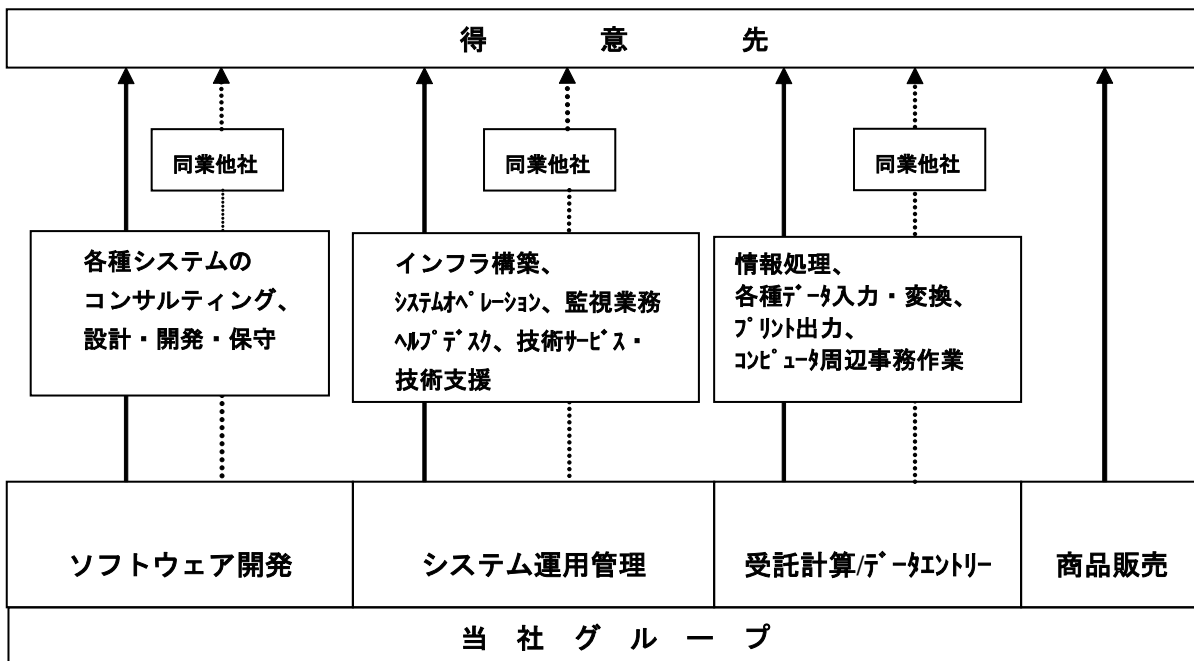 得意先
同業他社
同業他社
同業他社
各種システムの
コンサルティング、
設計・開発・保守
インフラ構築、
ｼｽﾃﾑｵﾍﾟﾚｰｼｮﾝ、監視業務
ﾍﾙﾌﾟﾃﾞｽｸ、技術ｻｰﾋﾞｽ・
技術支援
情報処理、
各種ﾃﾞｰﾀ入力・変換、
ﾌﾟﾘﾝﾄ出力、
ｺﾝﾋﾟｭｰﾀ周辺事務作業
ソフトウェア開発
システム運用管理
受託計算/ﾃﾞｰﾀｴﾝﾄﾘｰ
商品販売
当社グループ